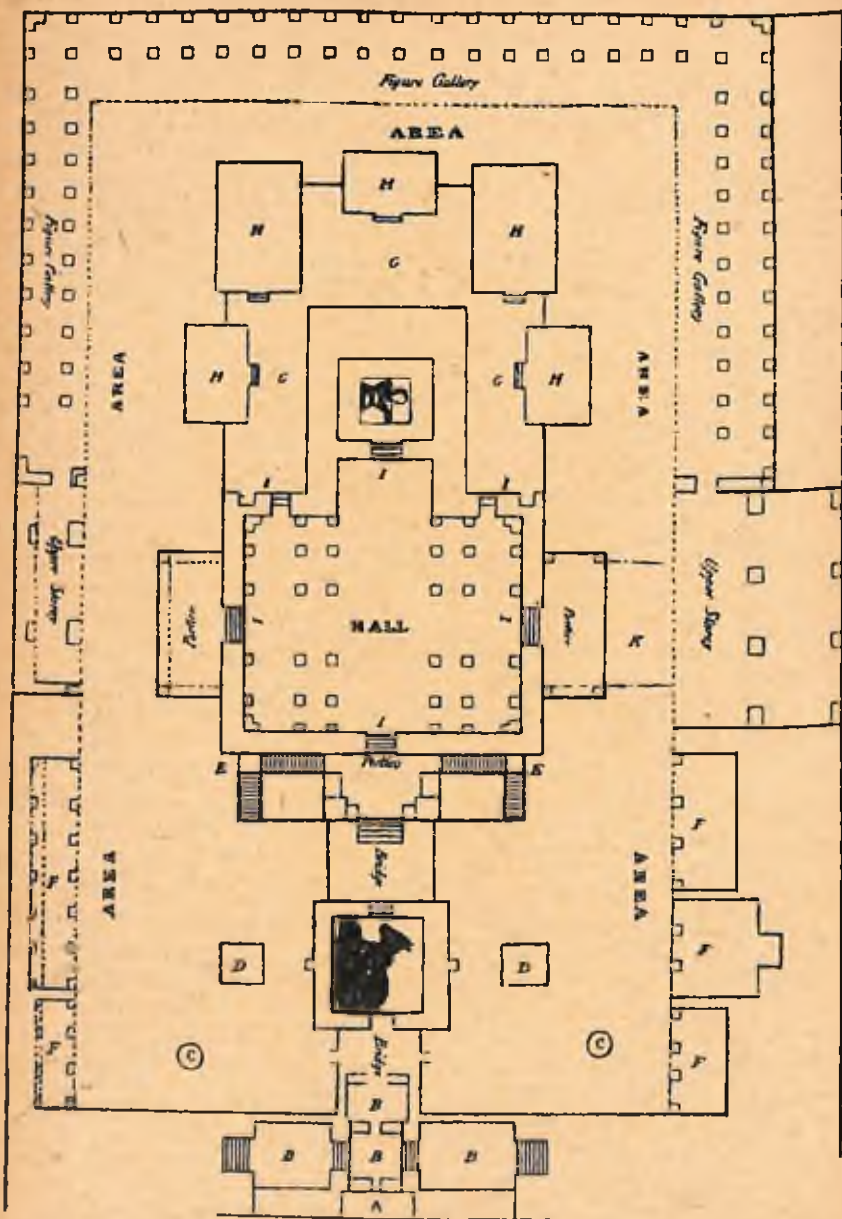 Figure Gallery
AREA
H
H
H
Figure Gallery
Figure Gallery
G
AREA
AREA
H
G
G
H
I
I
I
Upper Storey
Upper Storey
Portico
I
HALL
I
Portico
K
I
Portico
E
E
Bridge
F
AREA
AREA
F
D
D
F
C
C
Bridge
F
F
B
B
B
B
A